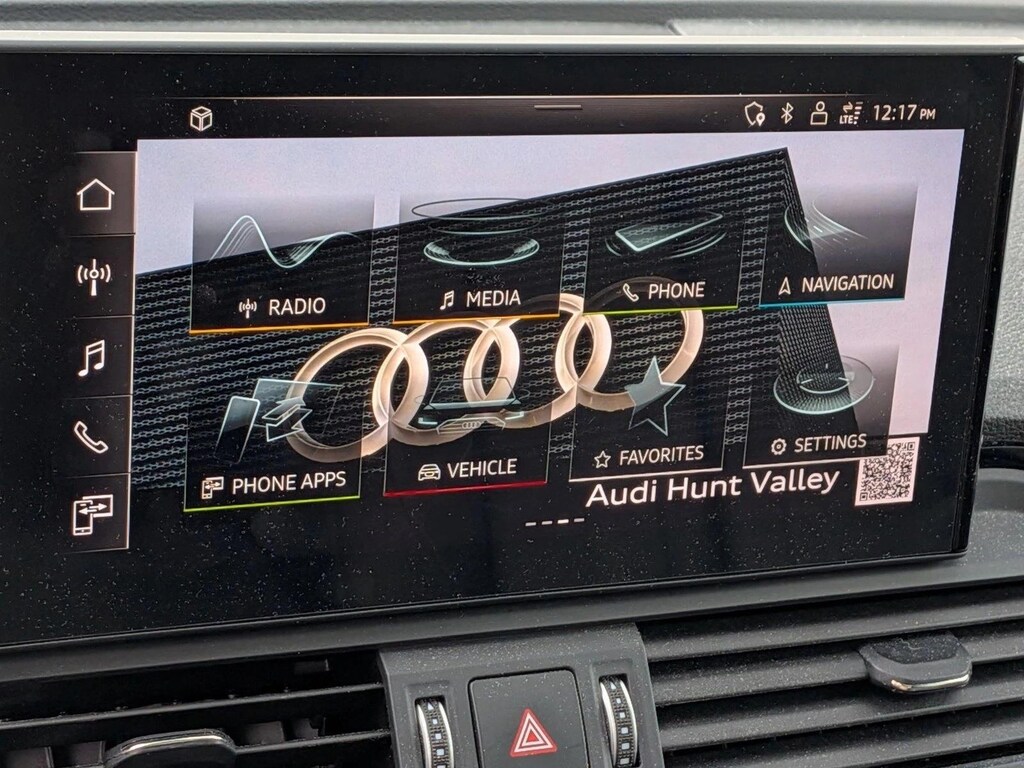 LTE 12:17 PM
RADIO
MEDIA
PHONE
NAVIGATION
PHONE APPS
VEHICLE
FAVORITES
SETTINGS
Audi Hunt Valley